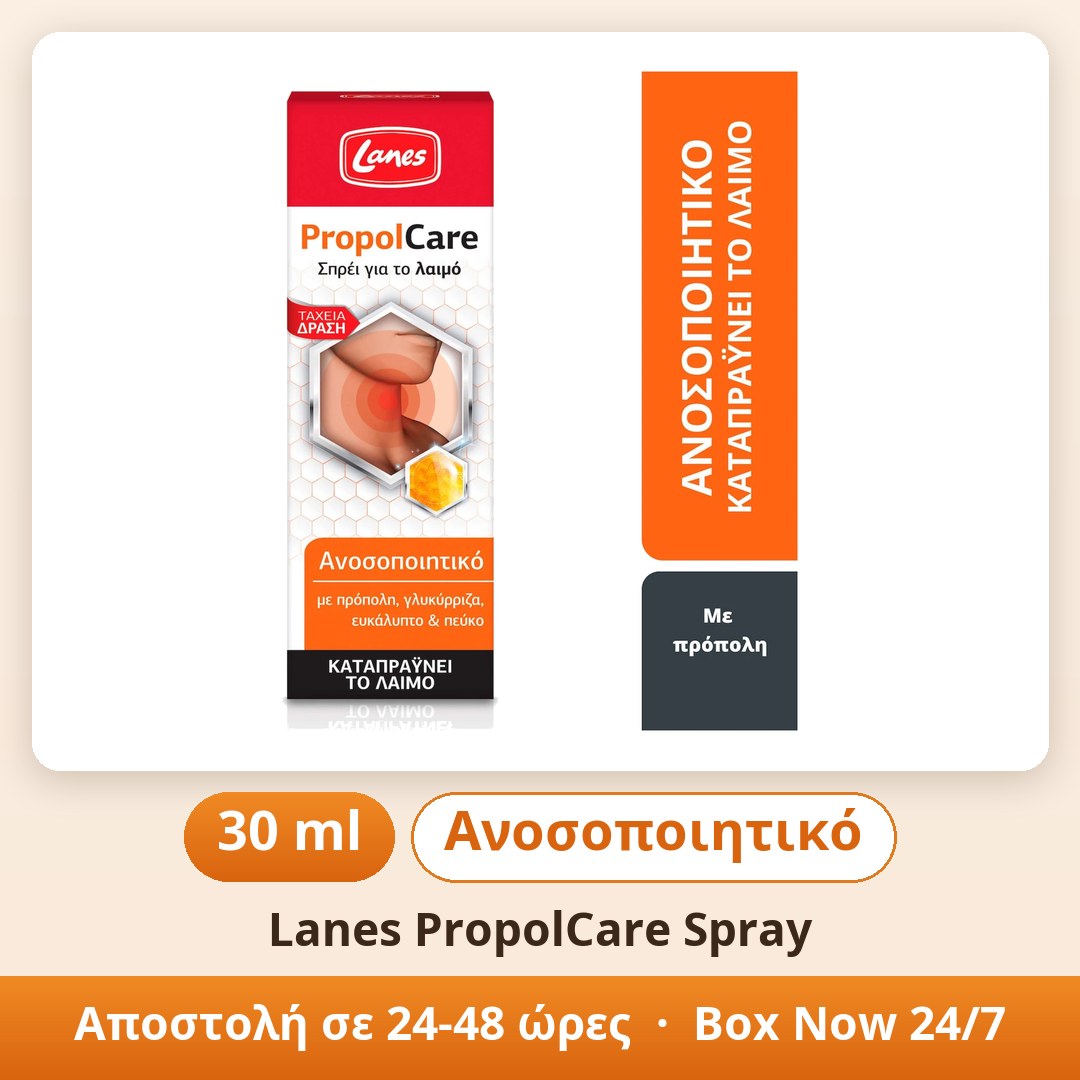 Lanes
PropolCare
Σπρέι για το λαιμό
ΤΑΧΕΙΑ
ΔΡΑΣΗ
Ανοσοποιητικό
με πρόπολη, γλυκύρριζα,
ευκάλυπτο & πεύκο
ΚΑΤΑΠΡΑΫΝΕΙ
ΤΟ ΛΑΙΜΟ
ΑΝΟΣΟΠΟΙΗΤΙΚΟ
ΚΑΤΑΠΡΑΫΝΕΙ ΤΟ ΛΑΙΜΟ
Με
πρόπολη
30 ml
Ανοσοποιητικό
Lanes PropolCare Spray
Αποστολή σε 24-48 ώρες · Box Now 24/7